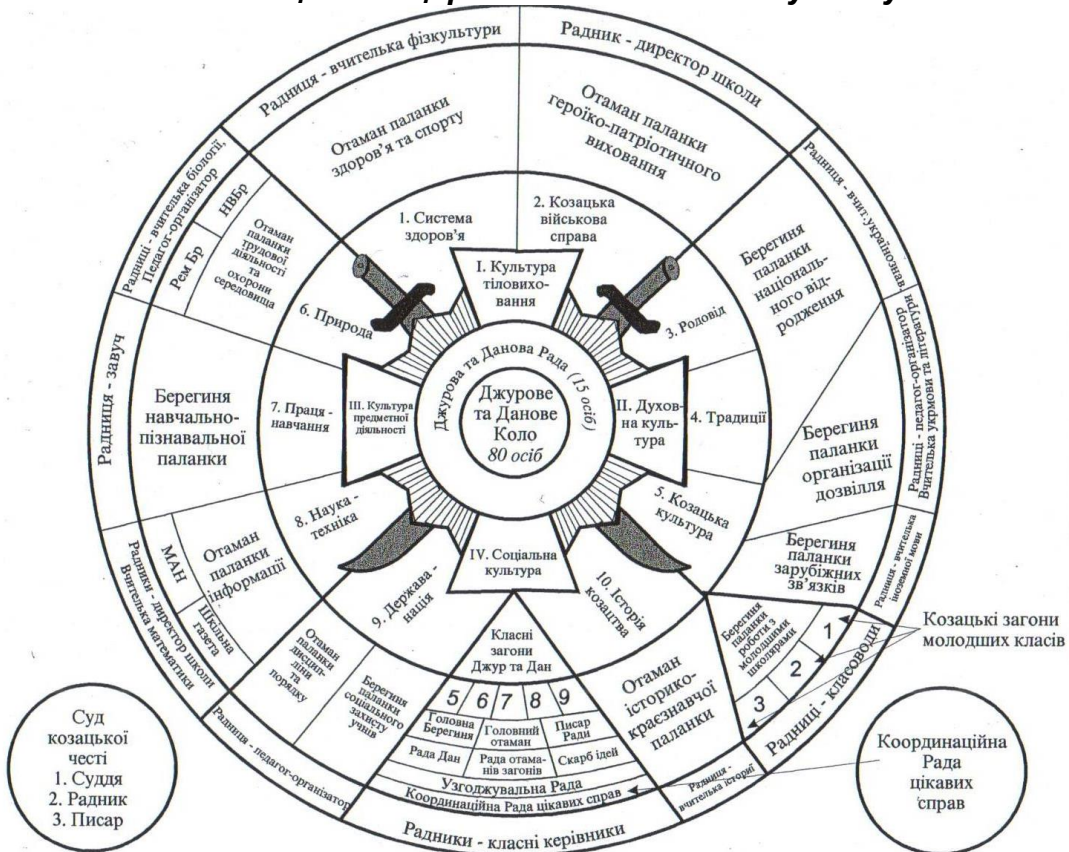 Радниця - вчителька фізкультури
Радник - директор школи
Отаман паланки
здоров'я та спорту
Отаман паланки
героїко-патріотичного
виховання
Радниця - вчит.українознав.
Радниці - вчителька біології,
Педагог-організатор
НВБр
Рем Бр
Отаман
паланки
трудової
діяльності
та
охорони
середовища
1. Система
здоров'я
2. Козацька
військова
справа
Берегиня
паланки
національ-
ного від-
родження
І. Культура
тіловихо-
вання
6. Природа
3. Родовід
Радниця - завуч
Берегиня
навчально-
пізнавальної
паланки
7. Праця -
навчання
ІІІ. Культура
предметної
діяльності
Джурова та Данова Рада (15 осіб)
Джурове
та Данове
Коло
80 осіб
ІІ. Духов-
на куль-
тура
4. Традиції
Берегиня
паланки
організації
дозвілля
Радниці - педагог-організатор
Вчителька укрмови та літератури
8. Наука -
техніка
5. Козацька
культура
IV. Соціальна
культура
МАН
Отаман
паланки
інформації
Шкільна
газета
Радники - директор школи
Вчителька математики
Берегиня
паланки
зарубіжних
зв'язків
Радниця - вчителька
іноземної мови
9. Держава -
нація
10. Історія
козацтва
Класні
загони
Джур та Дан
5 6 7 8 9
Головна
Берегиня
Головний
отаман
Писар
Ради
Рада Дан
Рада отама-
нів загонів
Скарб ідей
Узгоджувальна Рада
Координаційна Рада цікавих справ
Радники - класні керівники
Отаман
паланки
дисцип-
ліни
та
порядку
Берегиня
паланки
соціального
захисту
учнів
Радниця - педагог-організатор
Отаман
історико-
краєзнавчої
паланки
Радниця -
вчителька історії
Берегиня
паланки
роботи з
молодшими
школярами
1
2
3
Радниці - класоводи
Козацькі загони
молодших класів
Суд
козацької
честі
1. Суддя
2. Радник
3. Писар
Координаційна
Рада
цікавих
справ